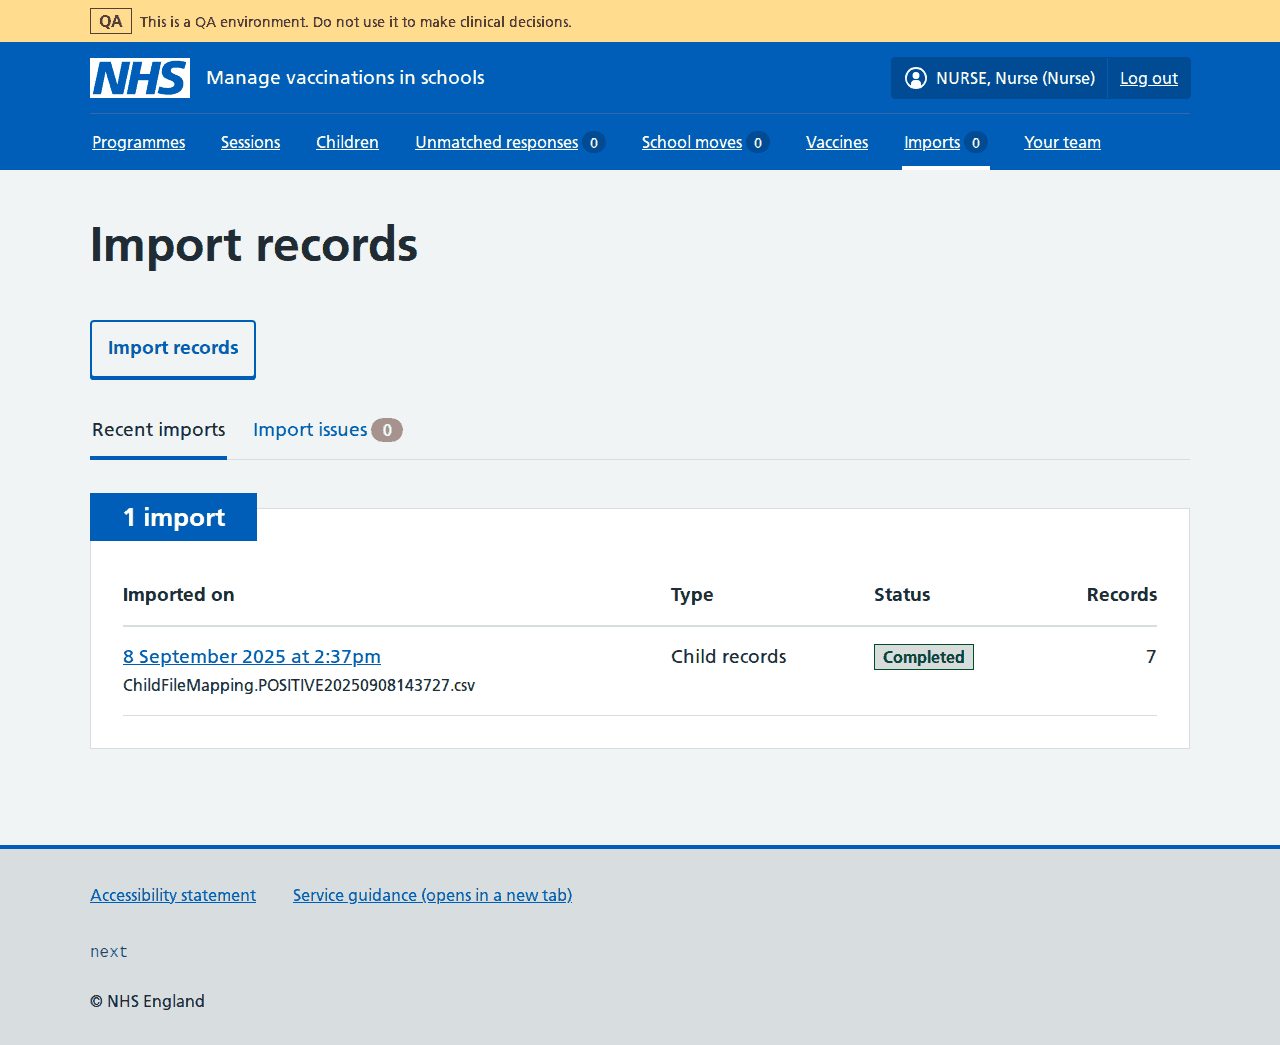 QA This is a QA environment. Do not use it to make clinical decisions.
NHS Manage vaccinations in schools NURSE, Nurse (Nurse) Log out
Programmes Sessions Children Unmatched responses 0 School moves 0 Vaccines Imports 0 Your team
Import records
Import records
Recent imports Import issues 0
1 import
Imported on Type Status Records
8 September 2025 at 2:37pm Child records Completed 7
ChildFileMapping.POSITIVE20250908143727.csv
Accessibility statement Service guidance (opens in a new tab)
next
© NHS England